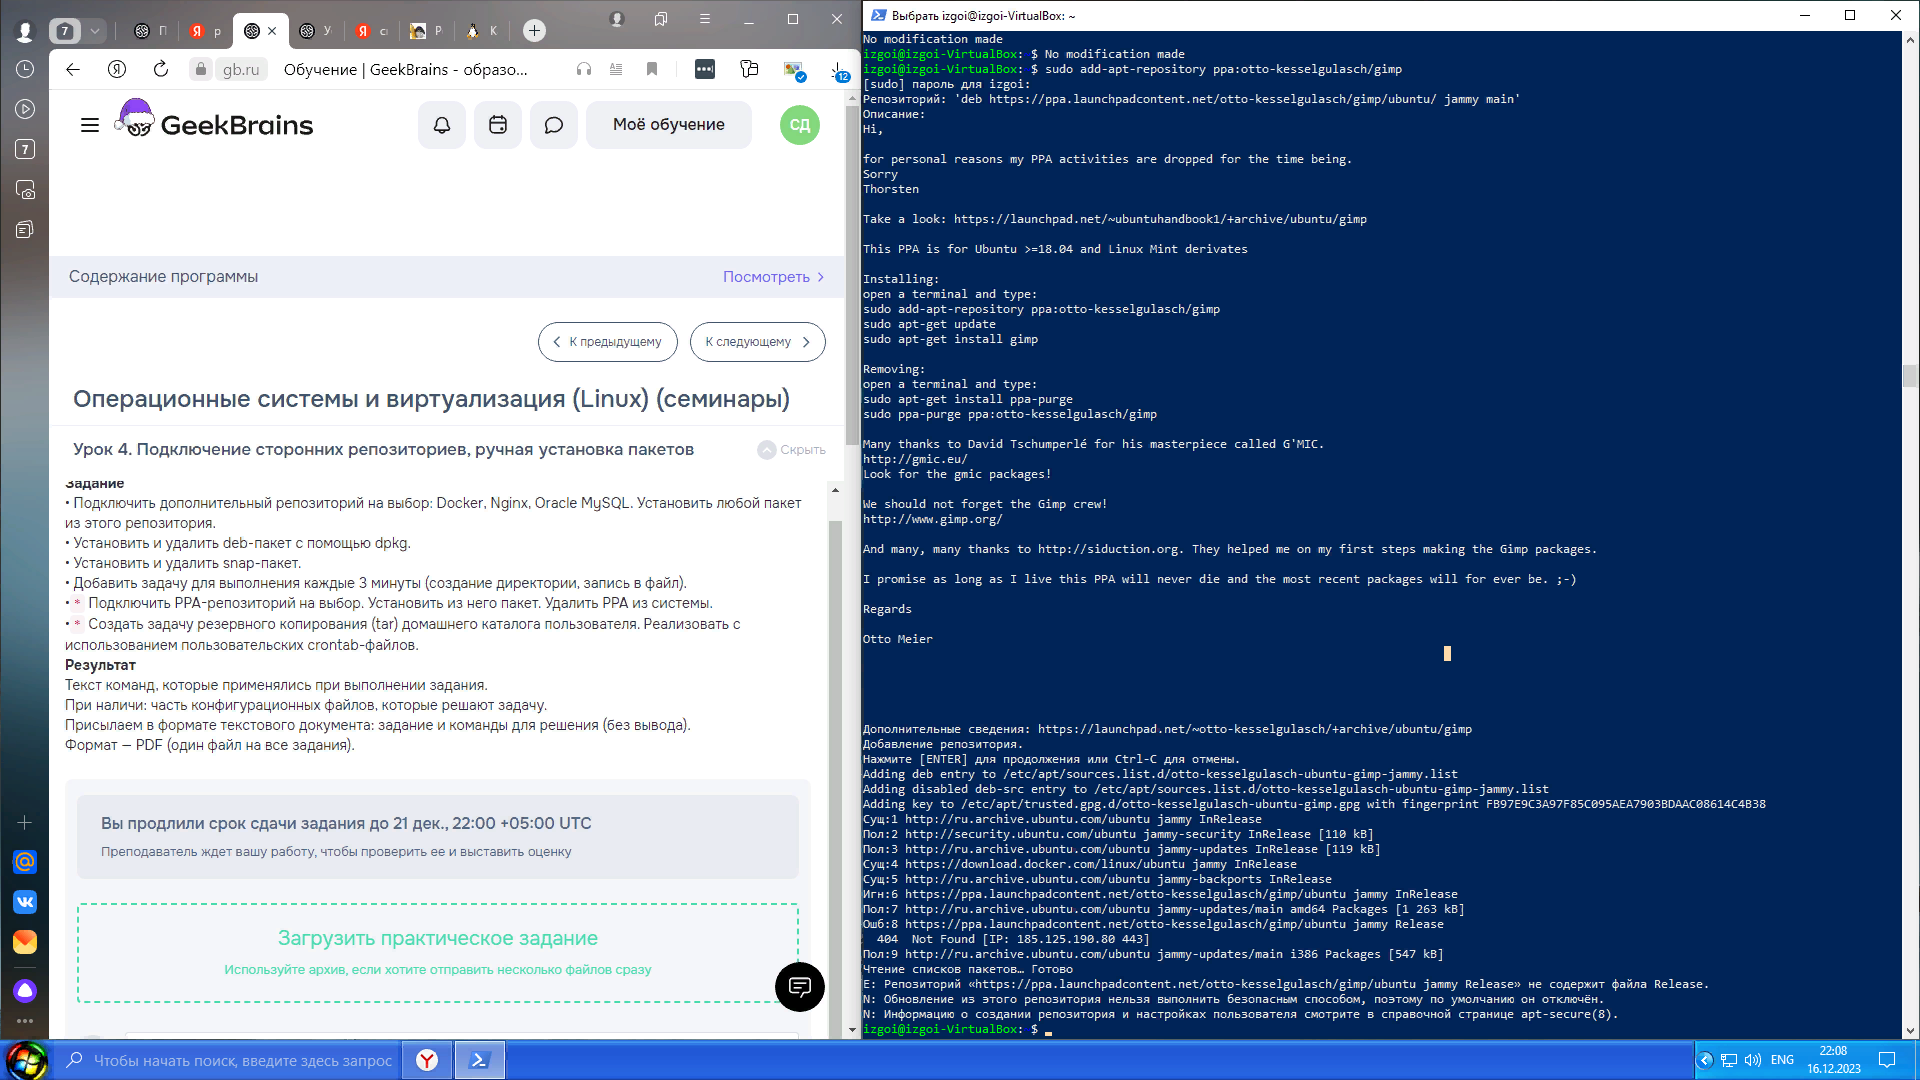 7
П
р
У
с
Р
К
gb.ru
Обучение | GeekBrains - образо...
12
GeekBrains
Моё обучение
СД
7
Содержание программы
Посмотреть
К предыдущему
К следующему
Операционные системы и виртуализация (Linux) (семинары)
Урок 4. Подключение сторонних репозиториев, ручная установка пакетов
Скрыть
Задание
• Подключить дополнительный репозиторий на выбор: Docker, Nginx, Oracle MySQL. Установить любой пакет
из этого репозитория.
• Установить и удалить deb-пакет с помощью dpkg.
• Установить и удалить snap-пакет.
• Добавить задачу для выполнения каждые 3 минуты (создание директории, запись в файл).
• * Подключить PPA-репозиторий на выбор. Установить из него пакет. Удалить PPA из системы.
• * Создать задачу резервного копирования (tar) домашнего каталога пользователя. Реализовать с
использованием пользовательских crontab-файлов.
Результат
Текст команд, которые применялись при выполнении задания.
При наличи: часть конфигурационных файлов, которые решают задачу.
Присылаем в формате текстового документа: задание и команды для решения (без вывода).
Формат — PDF (один файл на все задания).
Вы продлили срок сдачи задания до 21 дек., 22:00 +05:00 UTC
Преподаватель ждет вашу работу, чтобы проверить ее и выставить оценку
Загрузить практическое задание
Используйте архив, если хотите отправить несколько файлов сразу
Выбрать izgoi@izgoi-VirtualBox: ~
No modification made
izgoi@izgoi-VirtualBox: $ No modification made
izgoi@izgoi-VirtualBox: $ sudo add-apt-repository ppa:otto-kesselgulasch/gimp
[sudo] пароль для izgoi:
Репозиторий: 'deb https://ppa.launchpadcontent.net/otto-kesselgulasch/gimp/ubuntu/ jammy main'
Описание:
Hi,
for personal reasons my PPA activities are dropped for the time being.
Sorry
Thorsten
Take a look: https://launchpad.net/~ubuntuhandbook1/+archive/ubuntu/gimp
This PPA is for Ubuntu >=18.04 and Linux Mint derivates
Installing:
open a terminal and type:
sudo add-apt-repository ppa:otto-kesselgulasch/gimp
sudo apt-get update
sudo apt-get install gimp
Removing:
open a terminal and type:
sudo apt-get install ppa-purge
sudo ppa-purge ppa:otto-kesselgulasch/gimp
Many thanks to David Tschumperlé for his masterpiece called G'MIC.
http://gmic.eu/
Look for the gmic packages!
We should not forget the Gimp crew!
http://www.gimp.org/
And many, many thanks to http://siduction.org. They helped me on my first steps making the Gimp packages.
I promise as long as I live this PPA will never die and the most recent packages will for ever be. ;-)
Regards
Otto Meier
Дополнительные сведения: https://launchpad.net/~otto-kesselgulasch/+archive/ubuntu/gimp
Добавление репозитория.
Нажмите [ENTER] для продолжения или Ctrl-C для отмены.
Adding deb entry to /etc/apt/sources.list.d/otto-kesselgulasch-ubuntu-gimp-jammy.list
Adding disabled deb-src entry to /etc/apt/sources.list.d/otto-kesselgulasch-ubuntu-gimp-jammy.list
Adding key to /etc/apt/trusted.gpg.d/otto-kesselgulasch-ubuntu-gimp.gpg with fingerprint FB97E9C3A97F85C095AEA7903BDAAC08614C4B38
Сущ:1 http://ru.archive.ubuntu.com/ubuntu jammy InRelease
Пол:2 http://security.ubuntu.com/ubuntu jammy-security InRelease [110 kB]
Пол:3 http://ru.archive.ubuntu.com/ubuntu jammy-updates InRelease [119 kB]
Сущ:4 https://download.docker.com/linux/ubuntu jammy InRelease
Сущ:5 http://ru.archive.ubuntu.com/ubuntu jammy-backports InRelease
Игн:6 https://ppa.launchpadcontent.net/otto-kesselgulasch/gimp/ubuntu jammy InRelease
Пол:7 http://ru.archive.ubuntu.com/ubuntu jammy-updates/main amd64 Packages [1 263 kB]
Ошб:8 https://ppa.launchpadcontent.net/otto-kesselgulasch/gimp/ubuntu jammy Release
404  Not Found [IP: 185.125.190.80 443]
Пол:9 http://ru.archive.ubuntu.com/ubuntu jammy-updates/main i386 Packages [547 kB]
Чтение списков пакетов… Готово
E: Репозиторий «https://ppa.launchpadcontent.net/otto-kesselgulasch/gimp/ubuntu jammy Release» не содержит файла Release.
N: Обновление из этого репозитория нельзя выполнить безопасным способом, поэтому по умолчанию он отключён.
N: Информацию о создании репозитория и настройках пользователя смотрите в справочной странице apt-secure(8).
izgoi@izgoi-VirtualBox: $
Чтобы начать поиск, введите здесь запрос
ENG
22:08
16.12.2023